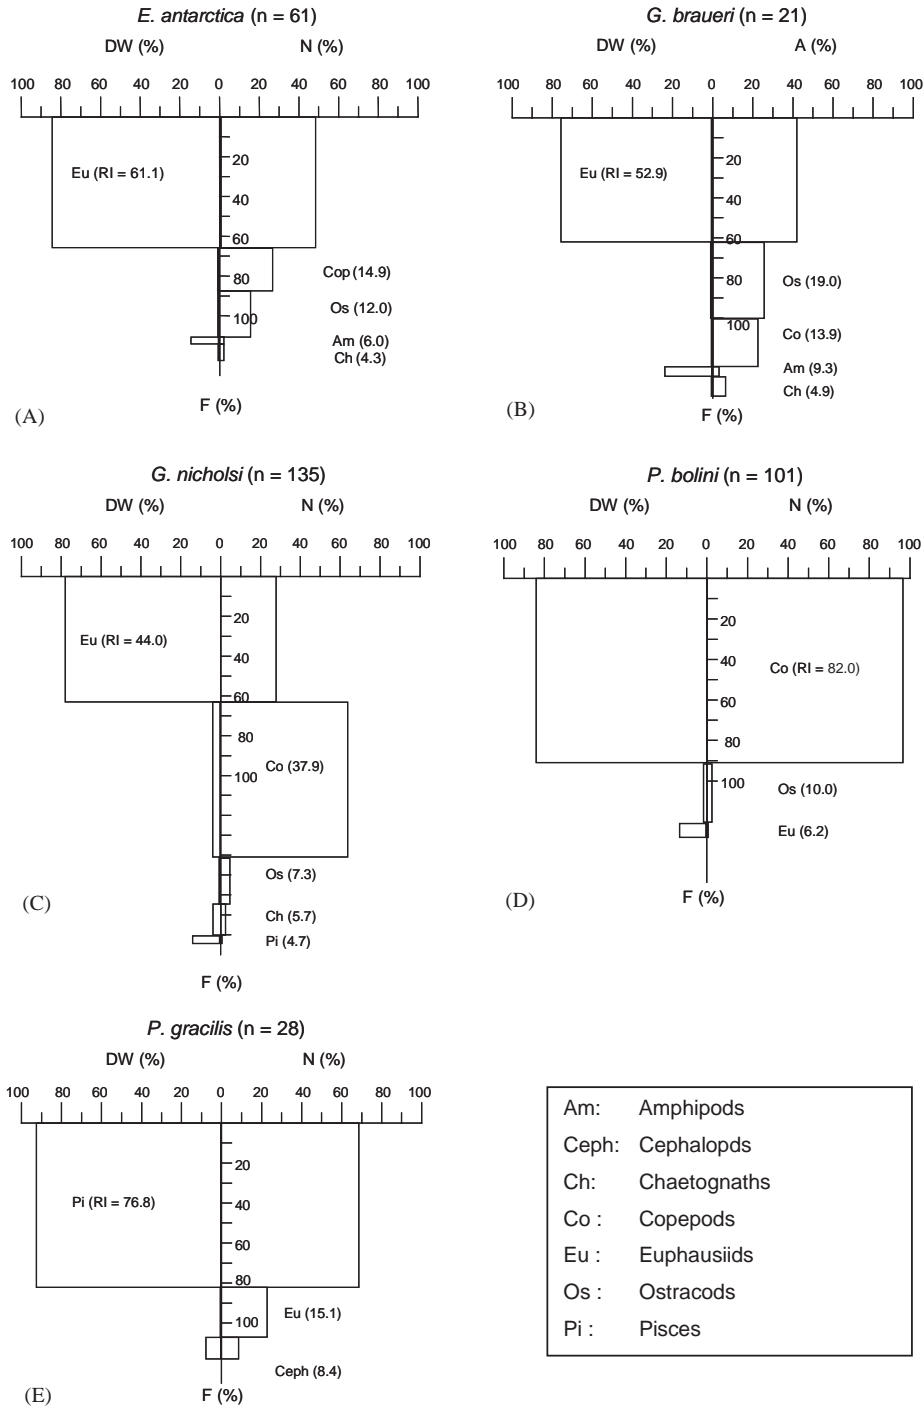 E. antarctica (n = 61)
DW (%) N (%)
100 80 60 40 20 0 20 40 60 80 100
20
Eu (RI = 61.1)
40
60
Cop (14.9)
80
Os (12.0)
100
Am (6.0)
Ch (4.3)
F (%)
(A)
G. braueri (n = 21)
DW (%) A (%)
100 80 60 40 20 0 20 40 60 80 100
20
Eu (RI = 52.9)
40
60
80
Os (19.0)
100
Co (13.9)
Am (9.3)
Ch (4.9)
F (%)
(B)
G. nicholsi (n = 135)
DW (%) N (%)
100 80 60 40 20 0 20 40 60 80 100
20
Eu (RI = 44.0)
40
60
80
Co (37.9)
100
Os (7.3)
Ch (5.7)
Pi (4.7)
F (%)
(C)
P. bolini (n = 101)
DW (%) N (%)
100 80 60 40 20 0 20 40 60 80 100
20
40
Co (RI = 82.0)
60
80
100
Os (10.0)
Eu (6.2)
F (%)
(D)
P. gracilis (n = 28)
DW (%) N (%)
100 80 60 40 20 0 20 40 60 80 100
20
Pi (RI = 76.8)
40
60
80
Eu (15.1)
100
Ceph (8.4)
F (%)
(E)
Am: Amphipods
Ceph: Cephalopds
Ch: Chaetognaths
Co : Copepods
Eu : Euphausiids
Os : Ostracods
Pi : Pisces